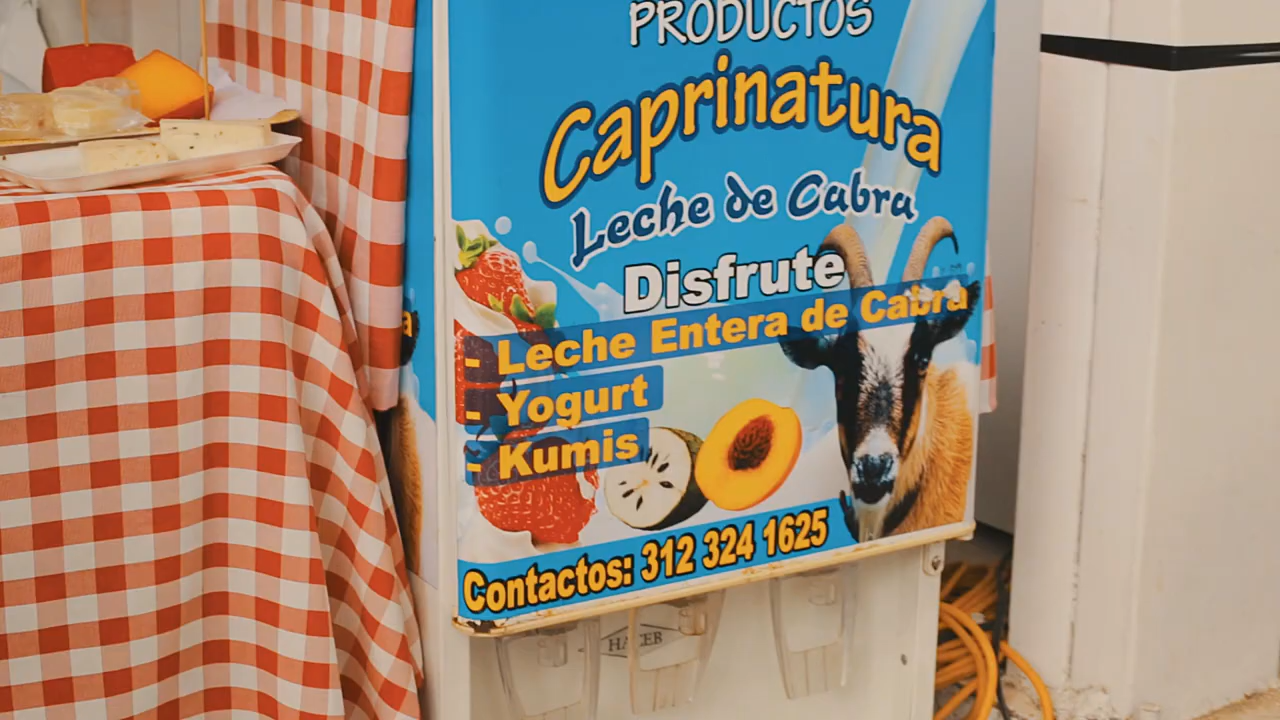 PRODUCTOS
Caprinatura
Leche de Cabra
Disfrute
- Leche Entera de Cabra
- Yogurt
- Kumis
Contactos: 312 324 1625